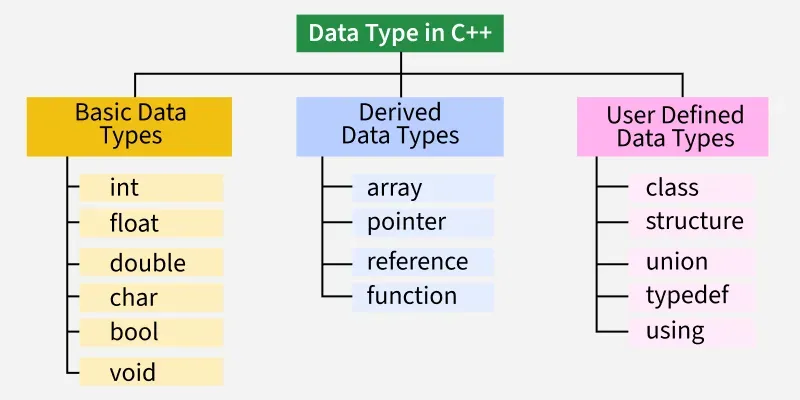 Data Type in C++
Basic Data
Types
int
float
double
char
bool
void
Derived
Data Types
array
pointer
reference
function
User Defined
Data Types
class
structure
union
typedef
using